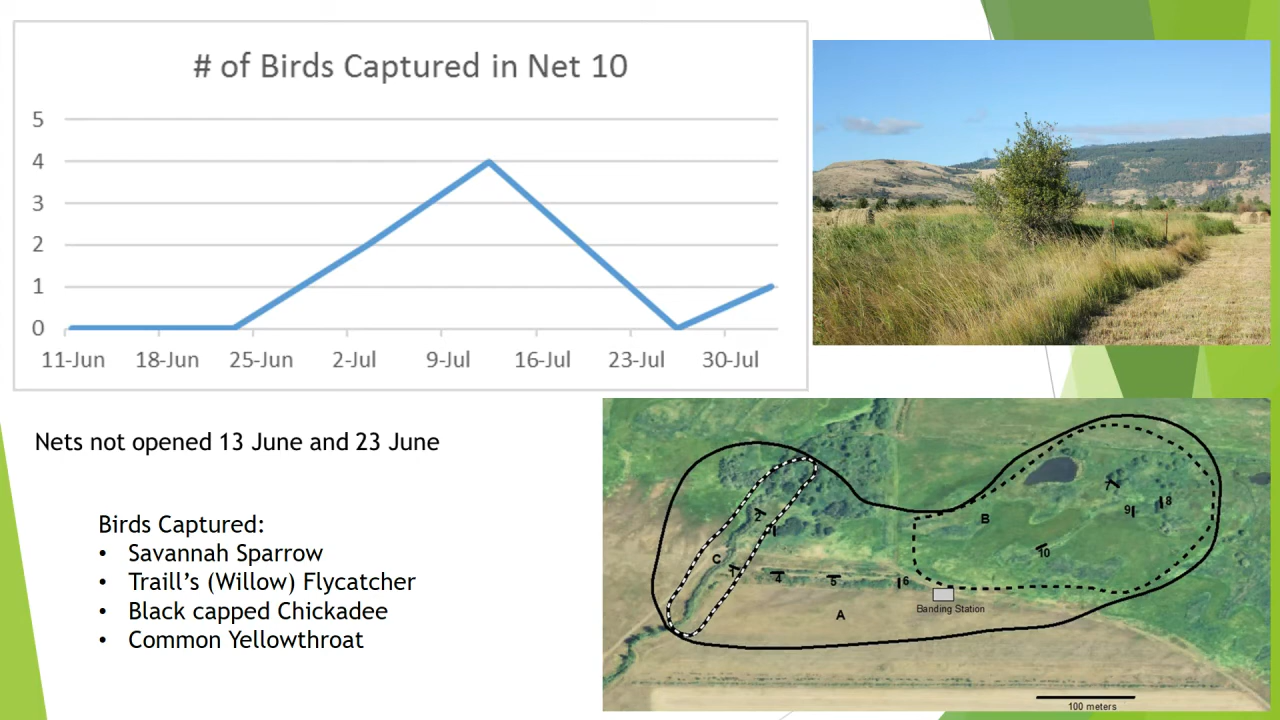 # of Birds Captured in Net 10
5
4
3
2
1
0
11-Jun 18-Jun 25-Jun 2-Jul 9-Jul 16-Jul 23-Jul 30-Jul
Nets not opened 13 June and 23 June
Birds Captured:
• Savannah Sparrow
• Traill’s (Willow) Flycatcher
• Black capped Chickadee
• Common Yellowthroat
7
8
9
2
B
10
C
4
5
6
Banding Station
A
100 meters